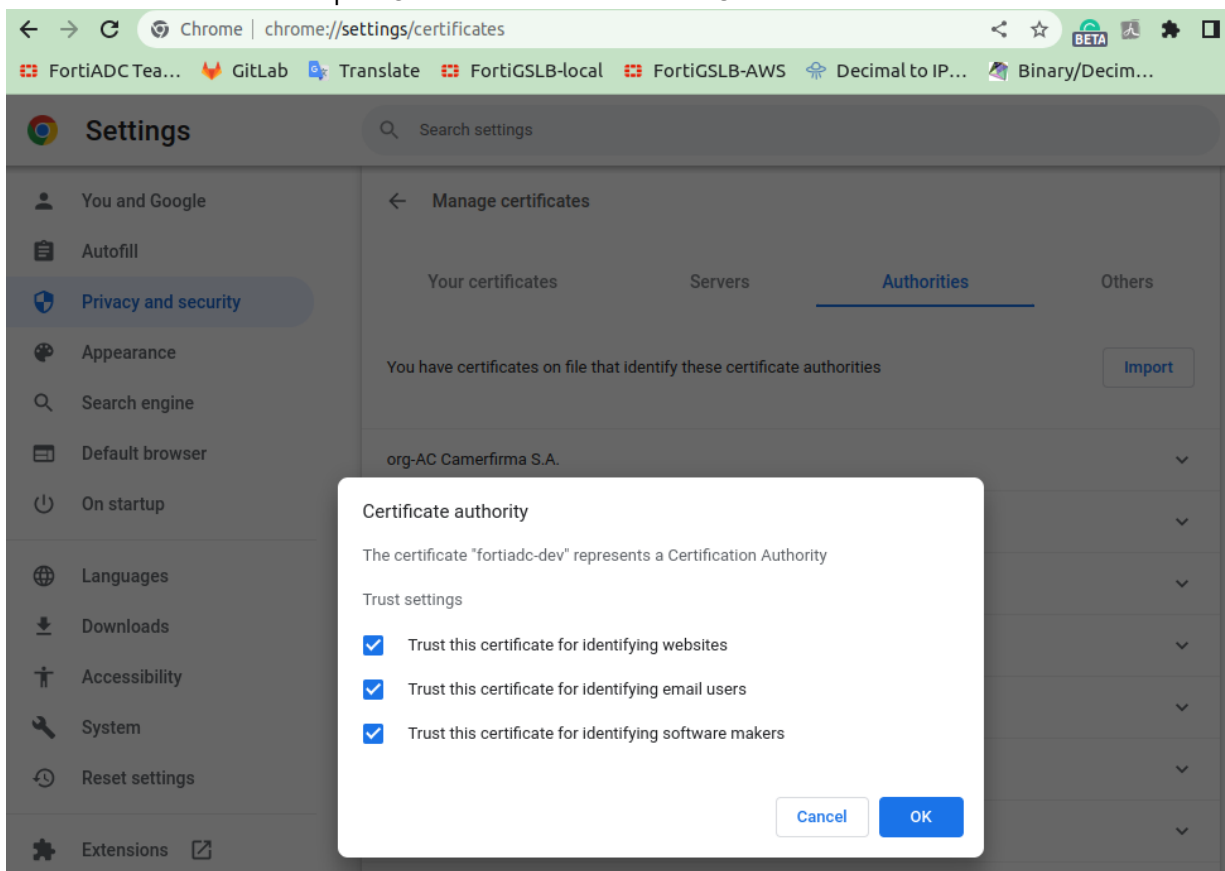 Chrome | chrome://settings/certificates
BETA
FortiADC Tea... GitLab Translate FortiGSLB-local FortiGSLB-AWS Decimal to IP... Binary/Decim...
Settings
Search settings
You and Google
Autofill
Privacy and security
Appearance
Search engine
Default browser
On startup
Languages
Downloads
Accessibility
System
Reset settings
Extensions
Manage certificates
Your certificates Servers Authorities Others
You have certificates on file that identify these certificate authorities
Import
org-AC Camerfirma S.A.
Certificate authority
The certificate "fortiadc-dev" represents a Certification Authority
Trust settings
Trust this certificate for identifying websites
Trust this certificate for identifying email users
Trust this certificate for identifying software makers
Cancel OK